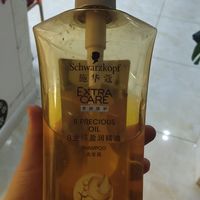 Schwarzkopf
施华蔻
EXTRA
CARE
8 PRECIOUS
OIL
SHAMPOO
洗发露